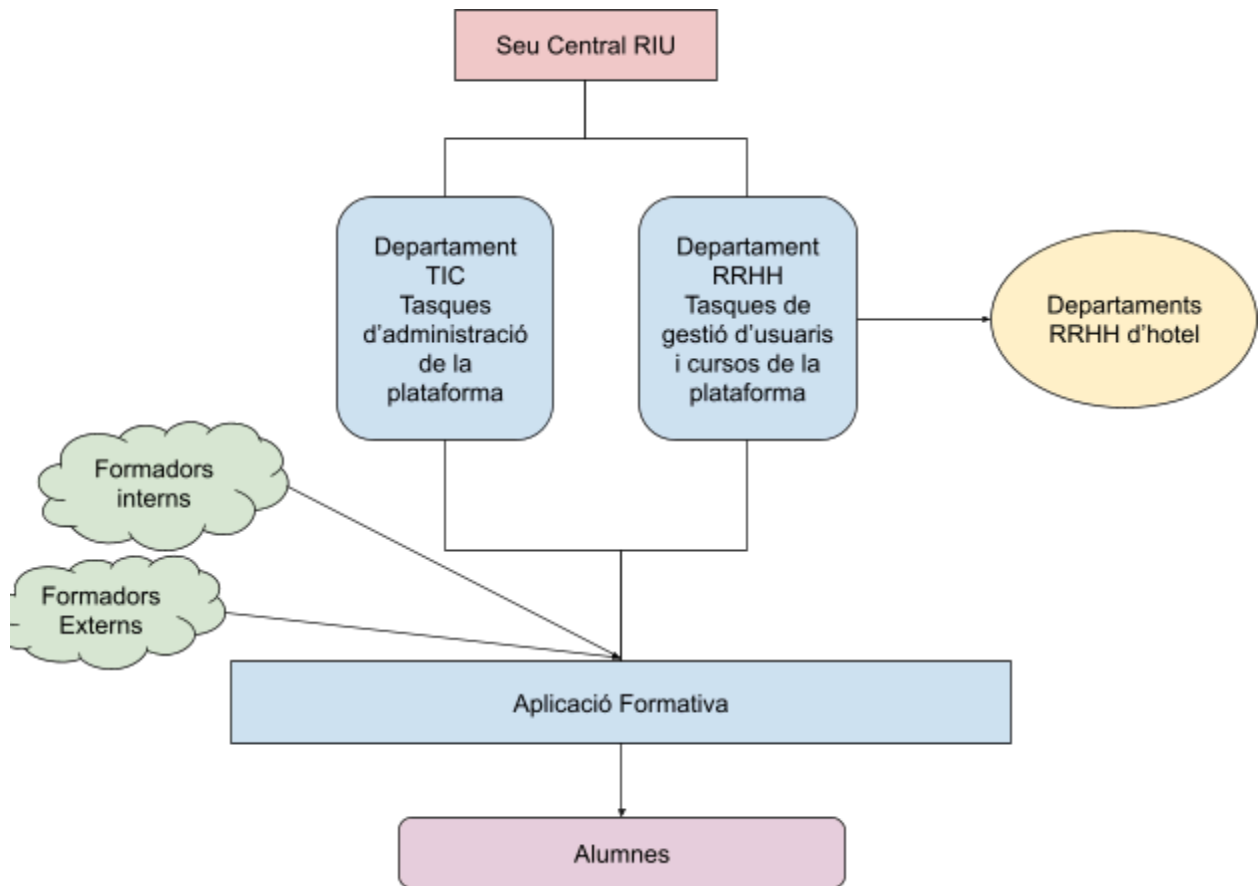 Seu Central RIU
Departament
TIC
Tasques
d'administració
de la
plataforma
Department
RRHH
Tasques de
gestió d'usuaris
i cursos de la
plataforma
Departaments
RRHH d'hotel
Formadors
interns
Formadors
Externs
Aplicació Formativa
Alumnes